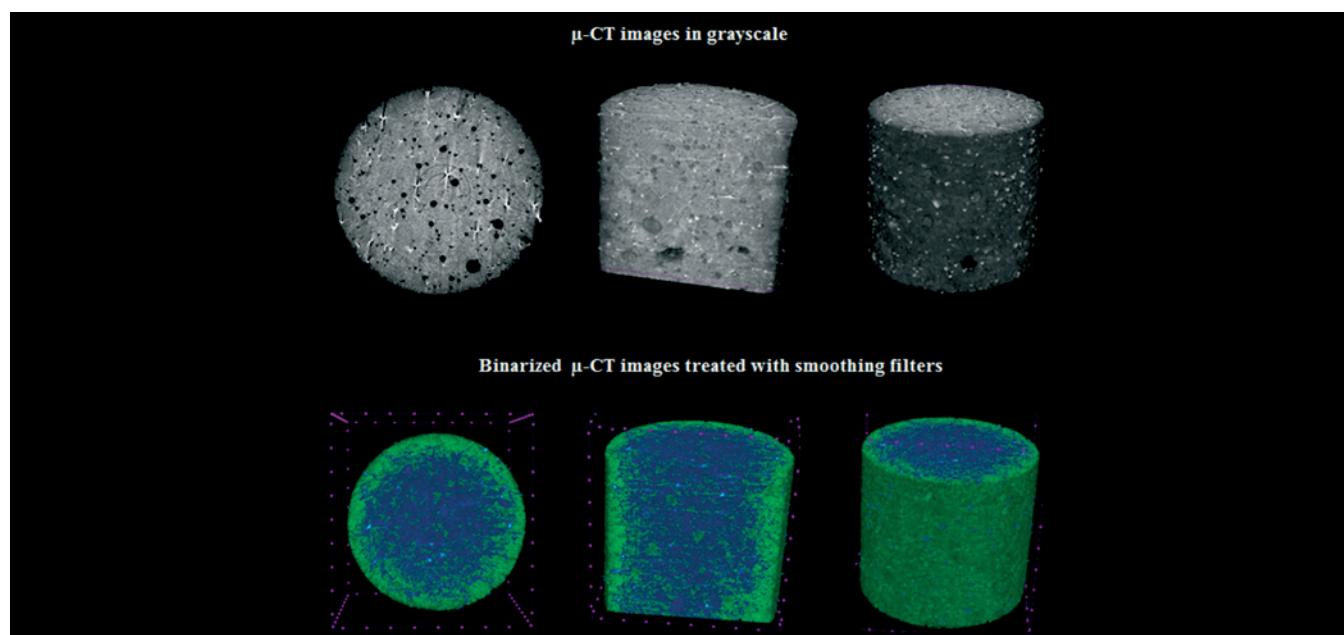 μ-CT images in grayscale
Binarized μ-CT images treated with smoothing filters